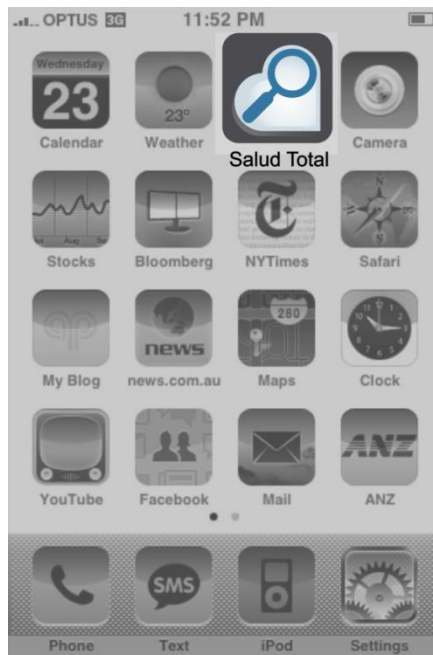 OPTUS 3G 11:52 PM
Wednesday
23
23°
Calendar Weather Salud Total Camera
Stocks Bloomberg NYTimes Safari
280
news
My Blog news.com.au Maps Clock
ANZ
YouTube Facebook Mail ANZ
SMS
Phone Text iPod Settings